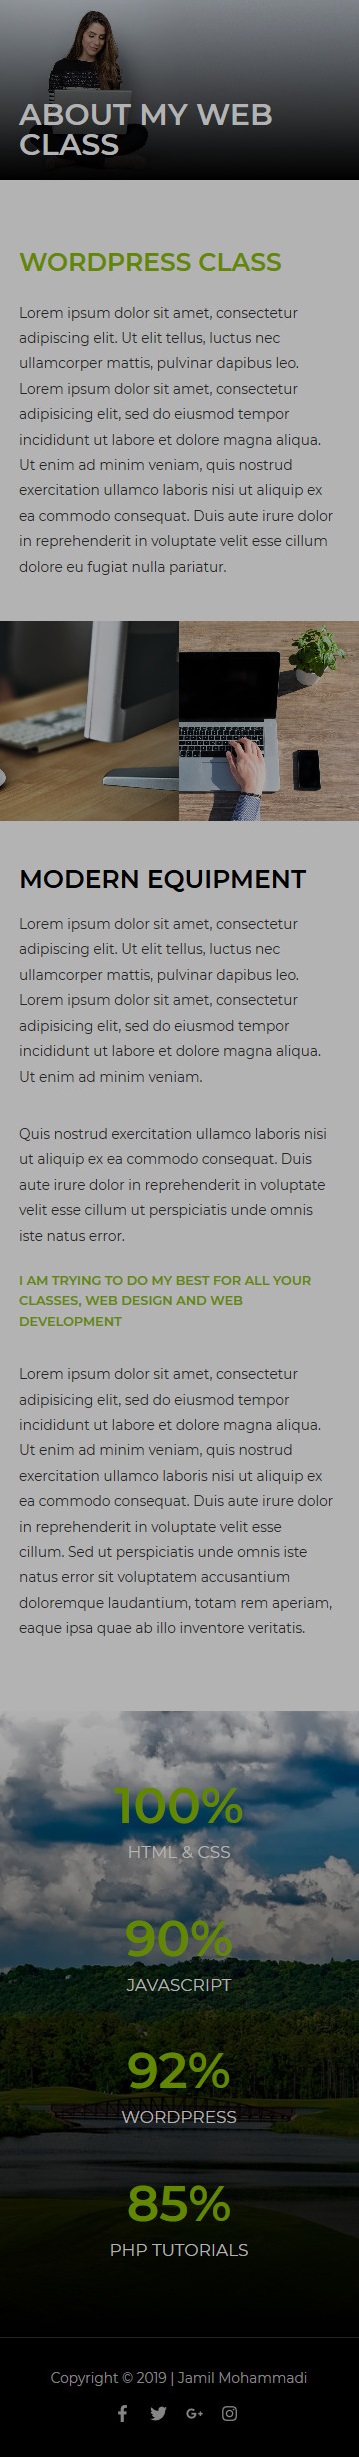 ABOUT MY WEB
CLASS
WORDPRESS CLASS
Lorem ipsum dolor sit amet, consectetur
adipiscing elit. Ut elit tellus, luctus nec
ullamcorper mattis, pulvinar dapibus leo.
Lorem ipsum dolor sit amet, consectetur
adipisicing elit, sed do eiusmod tempor
incididunt ut labore et dolore magna aliqua.
Ut enim ad minim veniam, quis nostrud
exercitation ullamco laboris nisi ut aliquip ex
ea commodo consequat. Duis aute irure dolor
in reprehenderit in voluptate velit esse cillum
dolore eu fugiat nulla pariatur.
MODERN EQUIPMENT
Lorem ipsum dolor sit amet, consectetur
adipiscing elit. Ut elit tellus, luctus nec
ullamcorper mattis, pulvinar dapibus leo.
Lorem ipsum dolor sit amet, consectetur
adipisicing elit, sed do eiusmod tempor
incididunt ut labore et dolore magna aliqua.
Ut enim ad minim veniam.
Quis nostrud exercitation ullamco laboris nisi
ut aliquip ex ea commodo consequat. Duis
aute irure dolor in reprehenderit in voluptate
velit esse cillum ut perspiciatis unde omnis
iste natus error.
I AM TRYING TO DO MY BEST FOR ALL YOUR
CLASSES, WEB DESIGN AND WEB
DEVELOPMENT
Lorem ipsum dolor sit amet, consectetur
adipisicing elit, sed do eiusmod tempor
incididunt ut labore et dolore magna aliqua.
Ut enim ad minim veniam, quis nostrud
exercitation ullamco laboris nisi ut aliquip ex
ea commodo consequat. Duis aute irure dolor
in reprehenderit in voluptate velit esse
cillum. Sed ut perspiciatis unde omnis iste
natus error sit voluptatem accusantium
doloremque laudantium, totam rem aperiam,
eaque ipsa quae ab illo inventore veritatis.
100%
HTML & CSS
90%
JAVASCRIPT
92%
WORDPRESS
85%
PHP TUTORIALS
Copyright © 2019 | Jamil Mohammadi